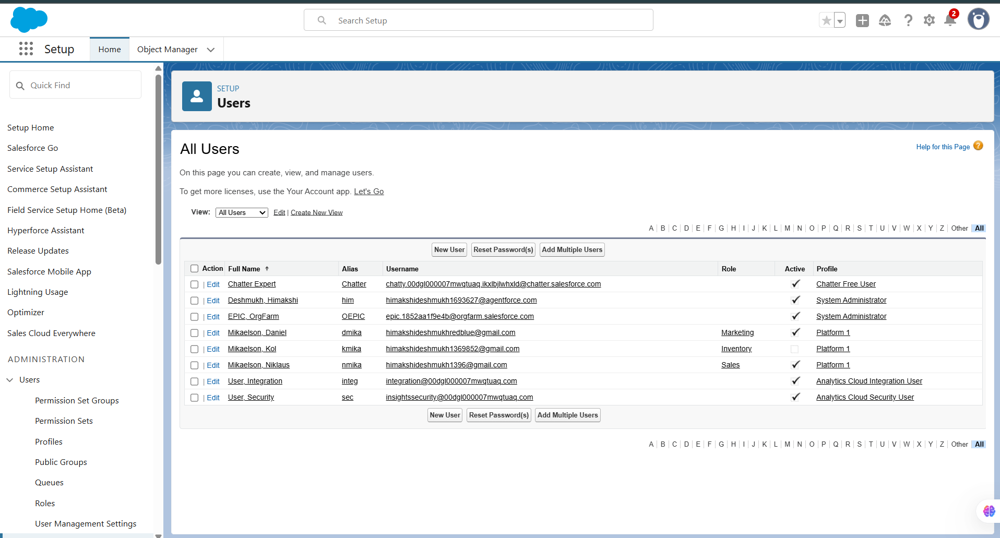 Search Setup
2
Setup
Home
Object Manager
Quick Find
Setup Home
Salesforce Go
Service Setup Assistant
Commerce Setup Assistant
Field Service Setup Home (Beta)
Hyperforce Assistant
Release Updates
Salesforce Mobile App
Lightning Usage
Optimizer
Sales Cloud Everywhere
ADMINISTRATION
Users
Permission Set Groups
Permission Sets
Profiles
Public Groups
Queues
Roles
User Management Settings
SETUP
Users
All Users
Help for this Page ?
On this page you can create, view, and manage users.
To get more licenses, use the Your Account app. Let's Go
View: All Users Edit | Create New View
A | B | C | D | E | F | G | H | I | J | K | L | M | N | O | P | Q | R | S | T | U | V | W | X | Y | Z | Other | All
New User Reset Password(s) Add Multiple Users
Action Full Name ↑ Alias Username Role Active Profile
| Edit Chatter Expert Chatter chatty.00dgl000007mwqtuaq.ikxlbjlwhxld@chatter.salesforce.com Chatter Free User
| Edit Deshmukh, Himakshi him himakshideshmukh1693627@agentforce.com System Administrator
| Edit EPIC, OrgFarm OEPIC epic.1852aa1f9e4b@orgfarm.salesforce.com System Administrator
| Edit Mikaelson, Daniel dmika himakshideshmukhredblue@gmail.com Marketing Platform 1
| Edit Mikaelson, Kol kmika himakshideshmukh1369852@gmail.com Inventory Platform 1
| Edit Mikaelson, Niklaus nmika himakshideshmukh1396@gmail.com Sales Platform 1
| Edit User, Integration integ integration@00dgl000007mwqtuaq.com Analytics Cloud Integration User
| Edit User, Security sec insightssecurity@00dgl000007mwqtuaq.com Analytics Cloud Security User
New User Reset Password(s) Add Multiple Users
A | B | C | D | E | F | G | H | I | J | K | L | M | N | O | P | Q | R | S | T | U | V | W | X | Y | Z | Other | All